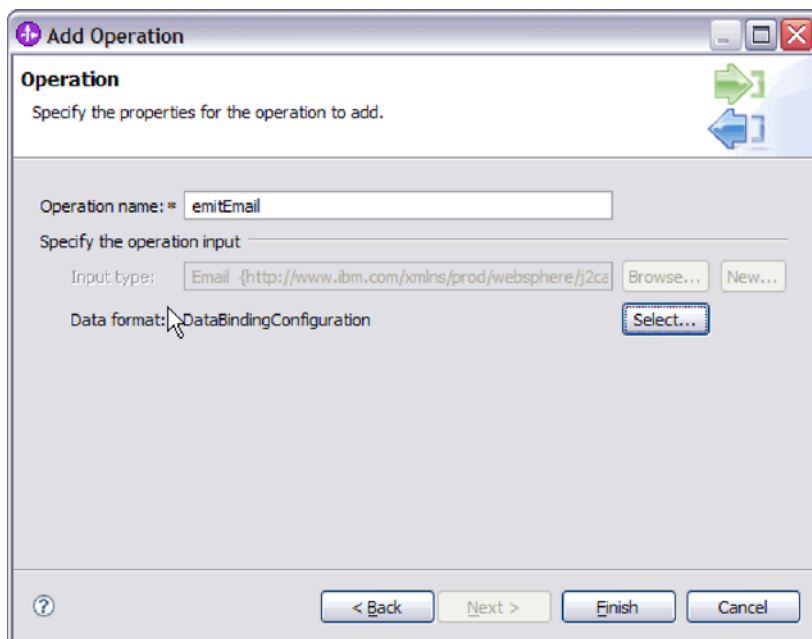 Add Operation
Operation
Specify the properties for the operation to add.
Operation name: * emitEmail
Specify the operation input
Input type: Email {http://www.ibm.com/xmlns/prod/websphere/j2ca Browse... New...
Data format: DataBindingConfiguration Select...
? < Back Next > Finish Cancel